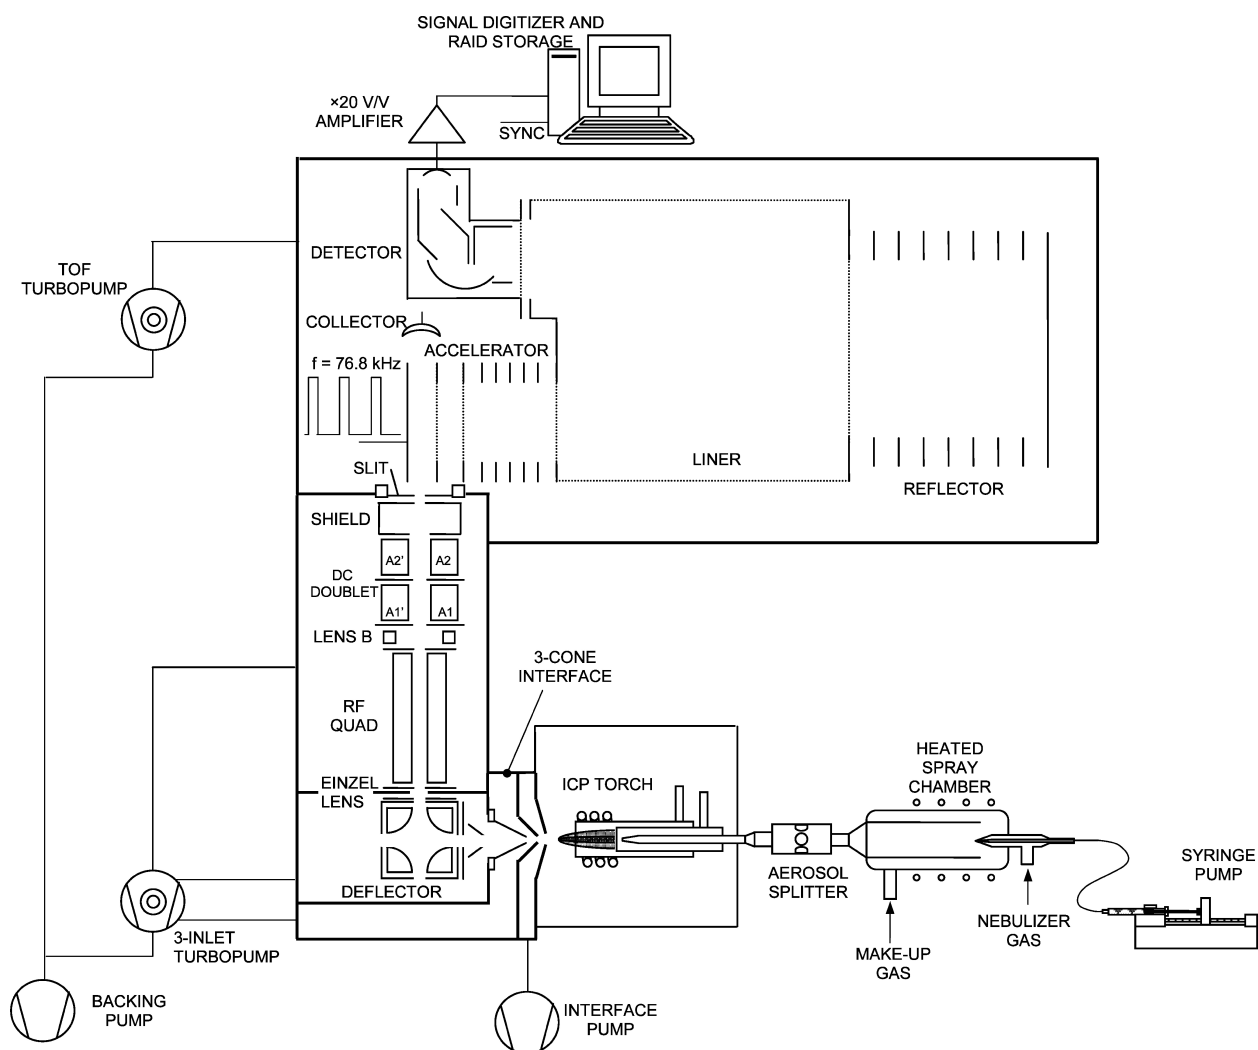 SIGNAL DIGITIZER AND
RAID STORAGE
×20 V/V
AMPLIFIER
SYNC
DETECTOR
TOF
TURBOPUMP
COLLECTOR
ACCELERATOR
f = 76.8 kHz
LINER
REFLECTOR
SLIT
SHIELD
A2' A2
DC
DOUBLET
A1' A1
LENS B
3-CONE
INTERFACE
RF
QUAD
EINZEL
LENS
ICP TORCH
HEATED
SPRAY
CHAMBER
SYRINGE
PUMP
AEROSOL
SPLITTER
DEFLECTOR
NEBULIZER
GAS
MAKE-UP
GAS
3-INLET
TURBOPUMP
BACKING
PUMP
INTERFACE
PUMP